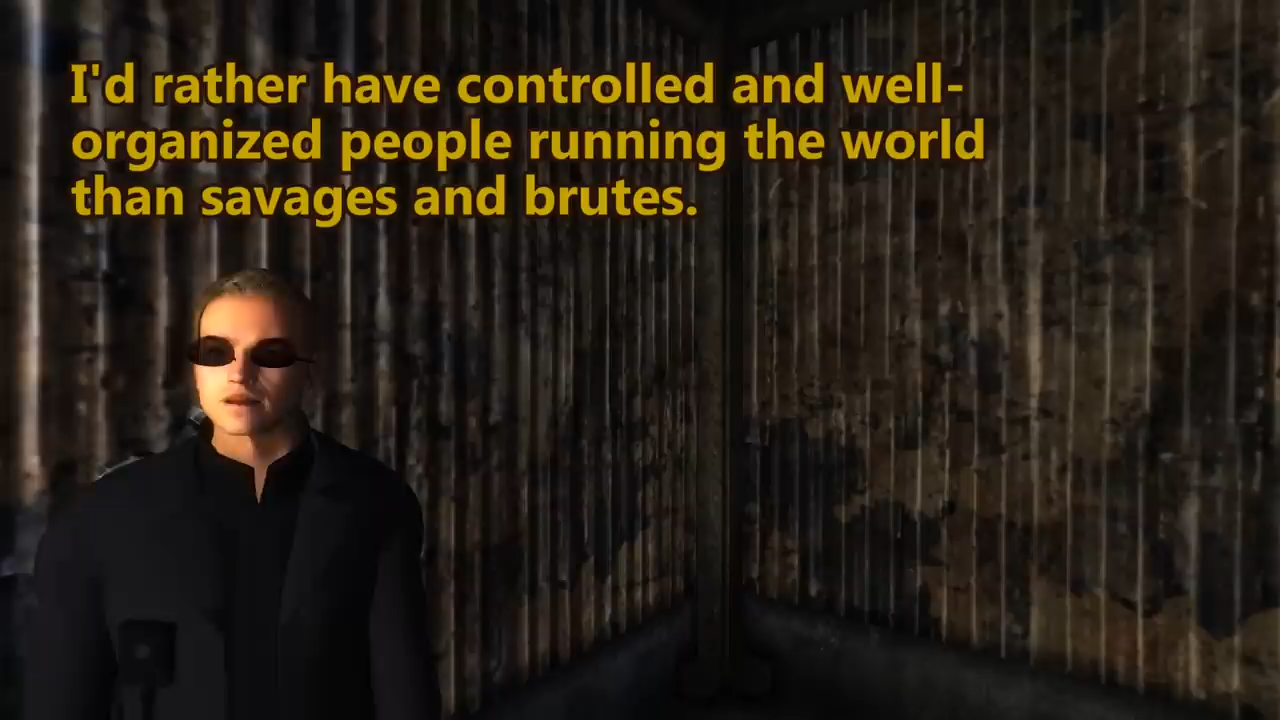 I'd rather have controlled and well-
organized people running the world
than savages and brutes.